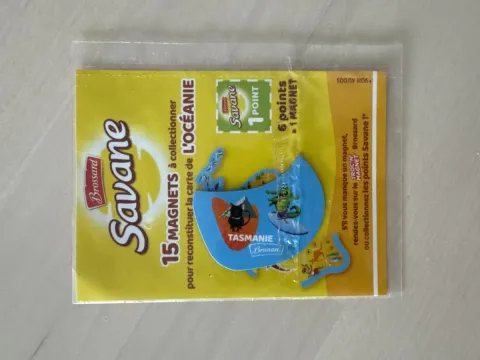 Brossard
Savane
15 MAGNETS à collectionner
pour reconstituer la carte de L'OCÉANIE
Savane
1 POINT
6 points
= 1 MAGNET
TASMANIE
Brossard
S'il vous manque un magnet,
rendez-vous sur le Brossard
ou collectionnez les points Savane !*